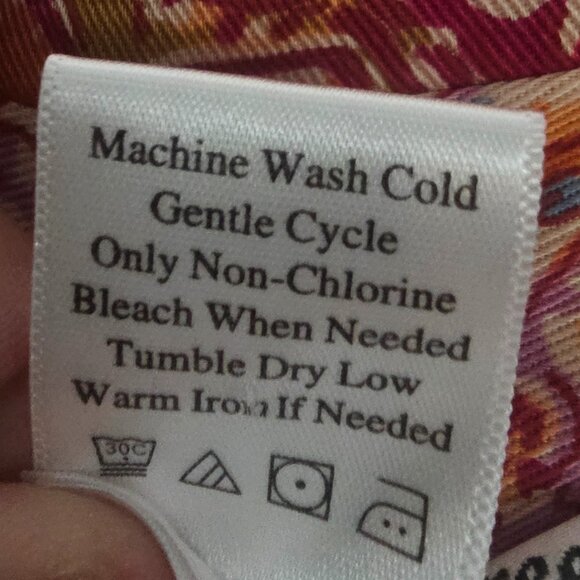 Machine Wash Cold
Gentle Cycle
Only Non-Chlorine
Bleach When Needed
Tumble Dry Low
Warm Iron If Needed
30C